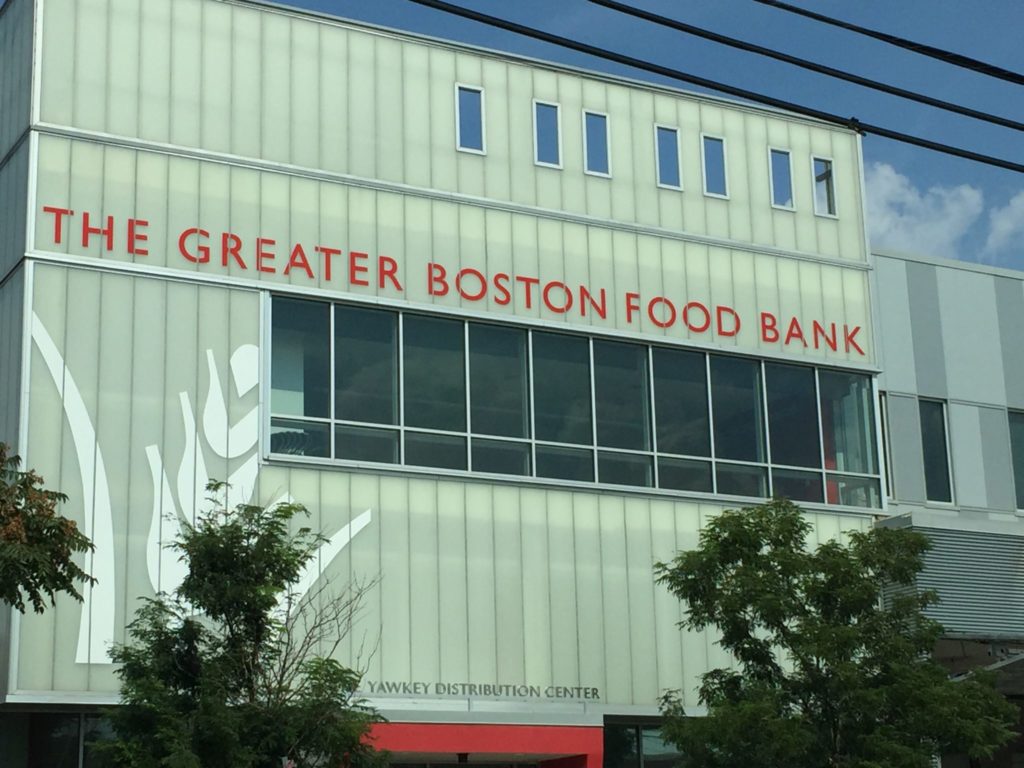 THE GREATER BOSTON FOOD BANK
YAWKEY DISTRIBUTION CENTER